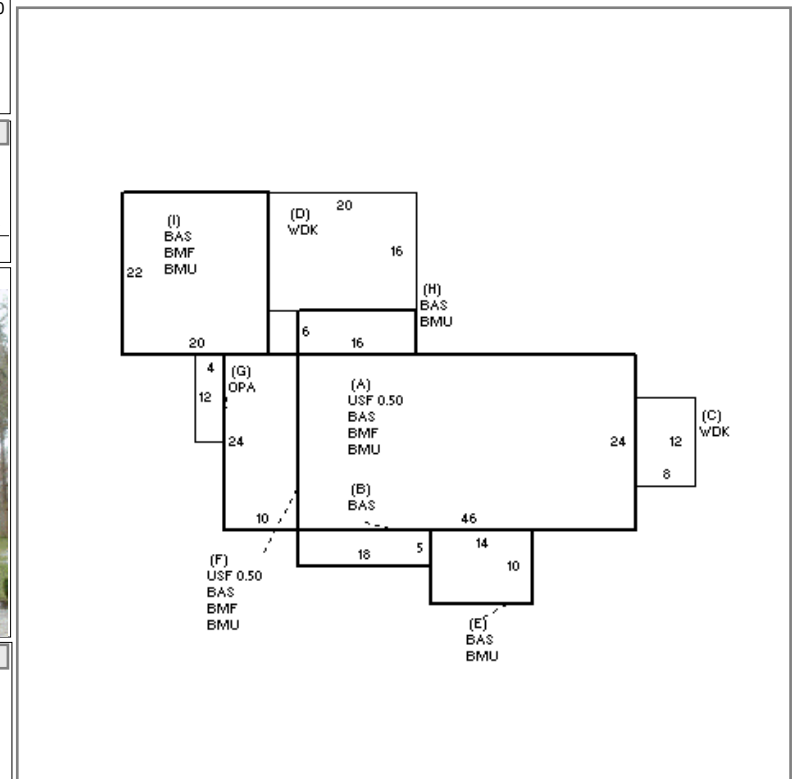 20
(I)
BAS
BMF
BMU
22
20
(D)
WDK
16
(H)
BAS
BMU
6
16
4
(G)
OPA
12
24
10
(A)
USF 0.50
BAS
BMF
BMU
24
(C)
WDK
12
8
(B)
BAS
46
18
5
14
10
(F)
USF 0.50
BAS
BMF
BMU
(E)
BAS
BMU